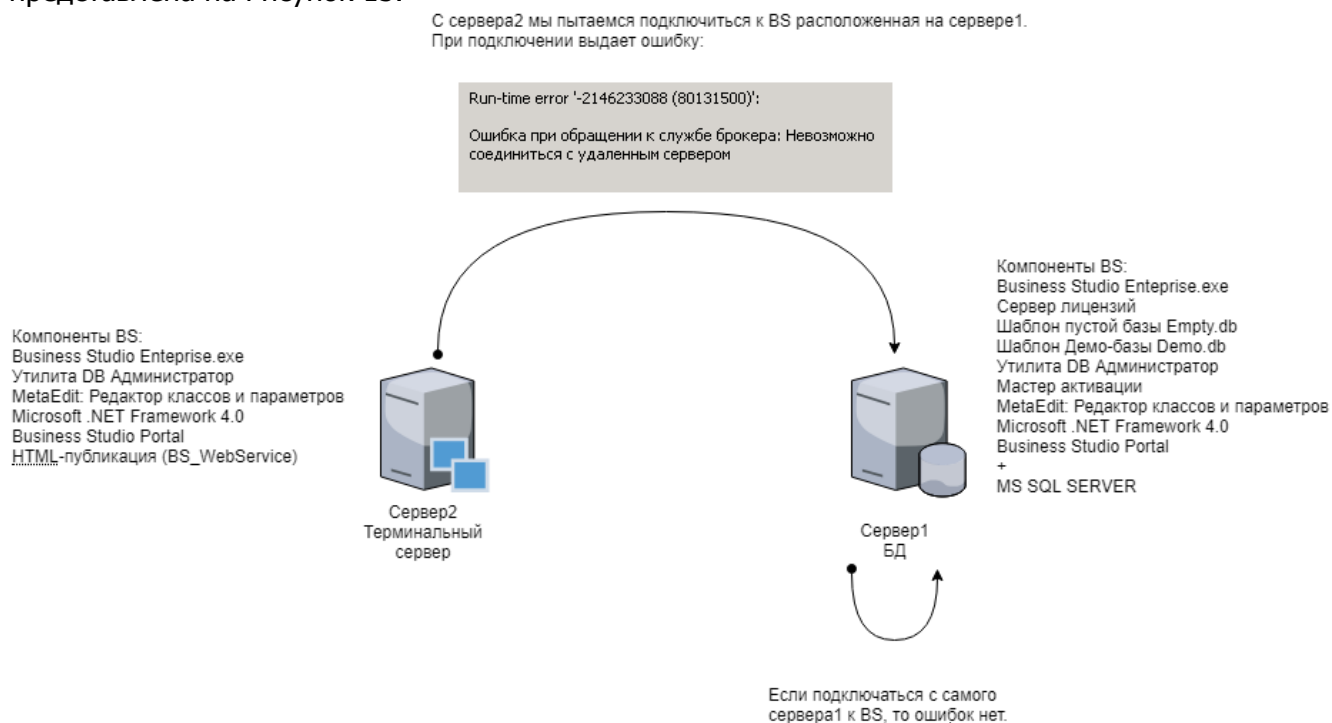 С сервера2 мы пытаемся подключиться к BS расположенная на сервере1.
При подключении выдает ошибку:
Run-time error '-2146233088 (80131500)':
Ошибка при обращении к службе брокера: Невозможно
соединиться с удаленным сервером
Компоненты BS:
Business Studio Enteprise.exe
Утилита DB Администратор
MetaEdit: Редактор классов и параметров
Microsoft .NET Framework 4.0
Business Studio Portal
HTML-публикация (BS_WebService)
Сервер2
Терминальный
сервер
Компоненты BS:
Business Studio Enteprise.exe
Сервер лицензий
Шаблон пустой базы Empty.db
Шаблон Демо-базы Demo.db
Утилита DB Администратор
Мастер активации
MetaEdit: Редактор классов и параметров
Microsoft .NET Framework 4.0
Business Studio Portal
+
MS SQL SERVER
Сервер1
БД
Если подключаться с самого
сервера1 к BS, то ошибок нет.